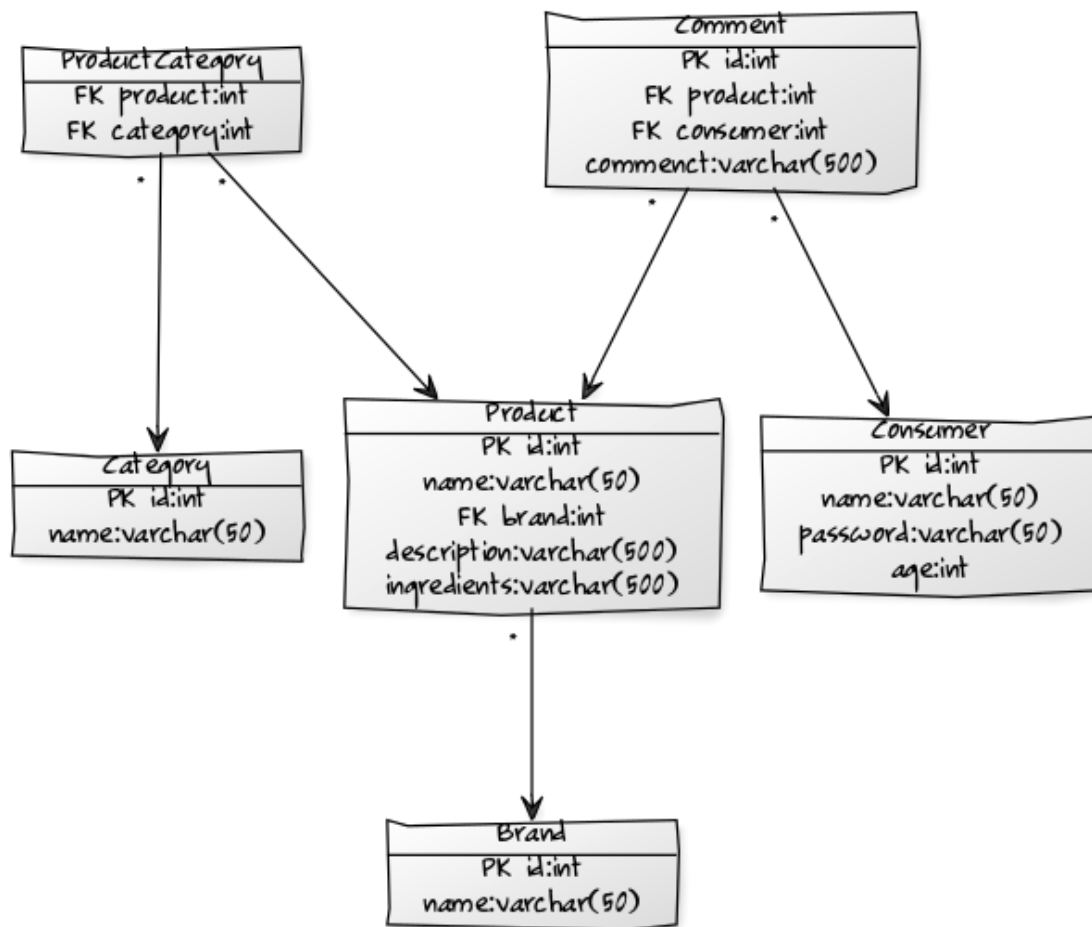 ProductCategory
FK product:int
FK category:int
*
*
Comment
PK id:int
FK product:int
FK consumer:int
commenct:varchar(500)
*
*
Category
PK id:int
name:varchar(50)
Product
PK id:int
name:varchar(50)
FK brand:int
description:varchar(500)
ingredients:varchar(500)
*
Consumer
PK id:int
name:varchar(50)
password:varchar(50)
age:int
Brand
PK id:int
name:varchar(50)